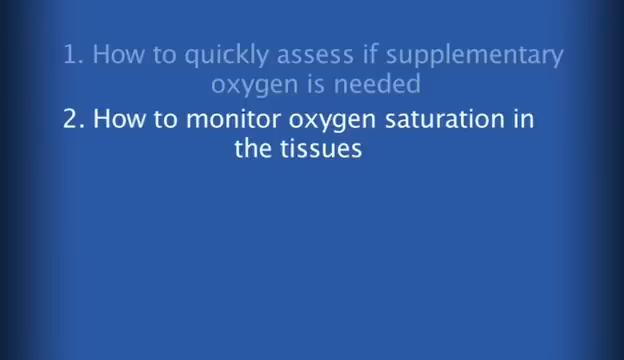 1. How to quickly assess if supplementary
oxygen is needed
2. How to monitor oxygen saturation in
the tissues